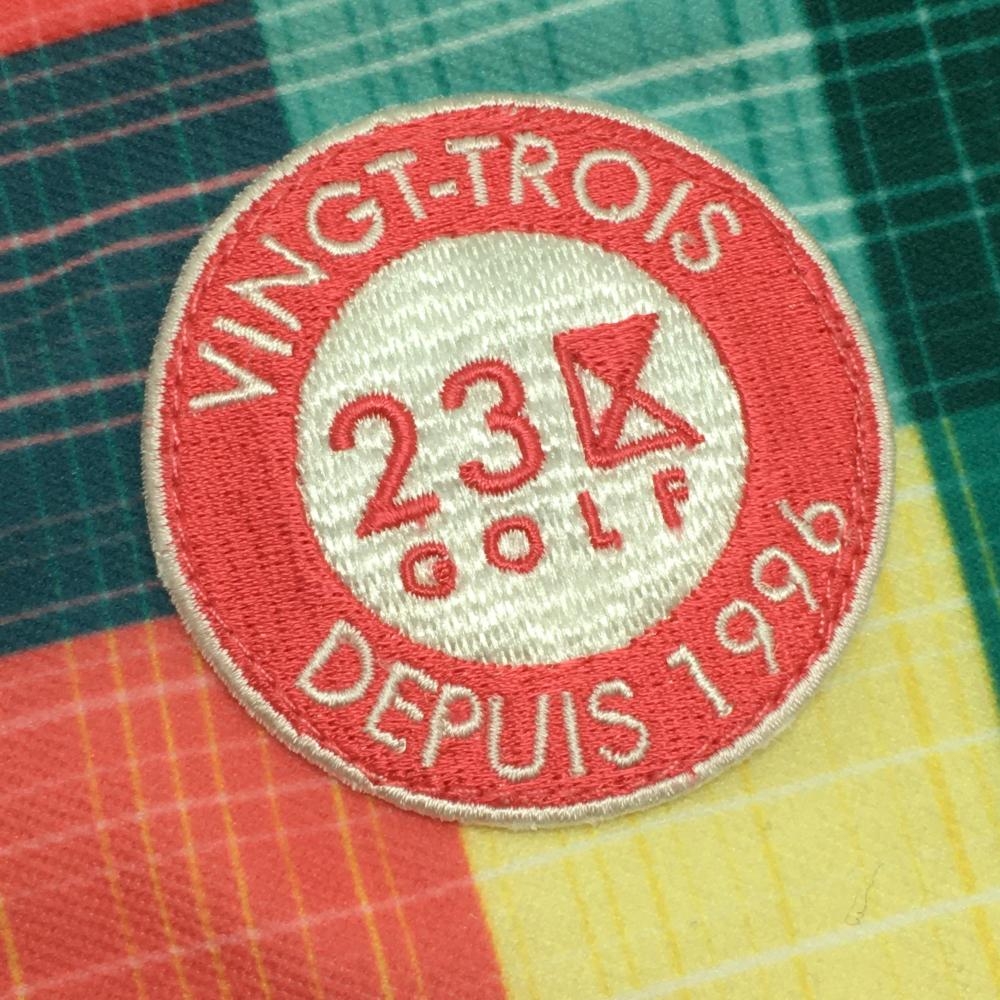 VINGT-TROIS
23
GOLF
DEPUIS 1996